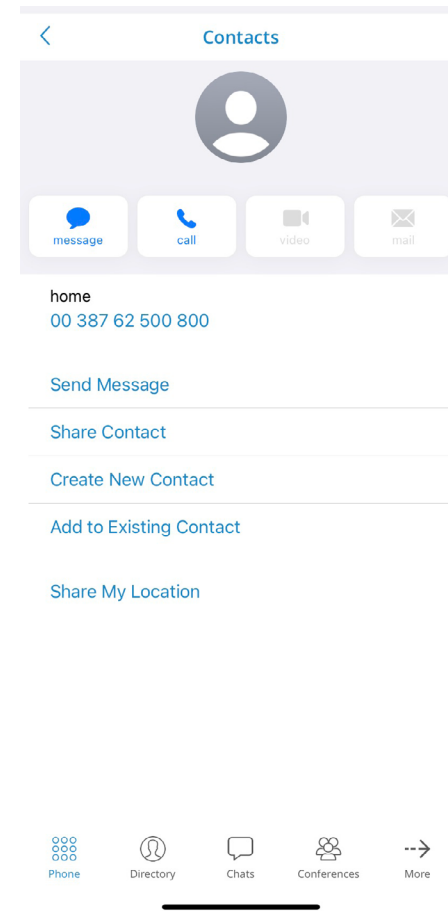 Contacts
message call video mail
home
00 387 62 500 800
Send Message
Share Contact
Create New Contact
Add to Existing Contact
Share My Location
Phone Directory Chats Conferences More